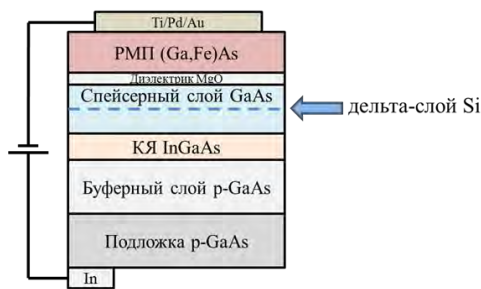 Ti/Pd/Au
РМП (Ga,Fe)As
Диэлектрик MgO
Спейсерный слой GaAs
дельта-слой Si
КЯ InGaAs
Буферный слой p-GaAs
Подложка p-GaAs
In